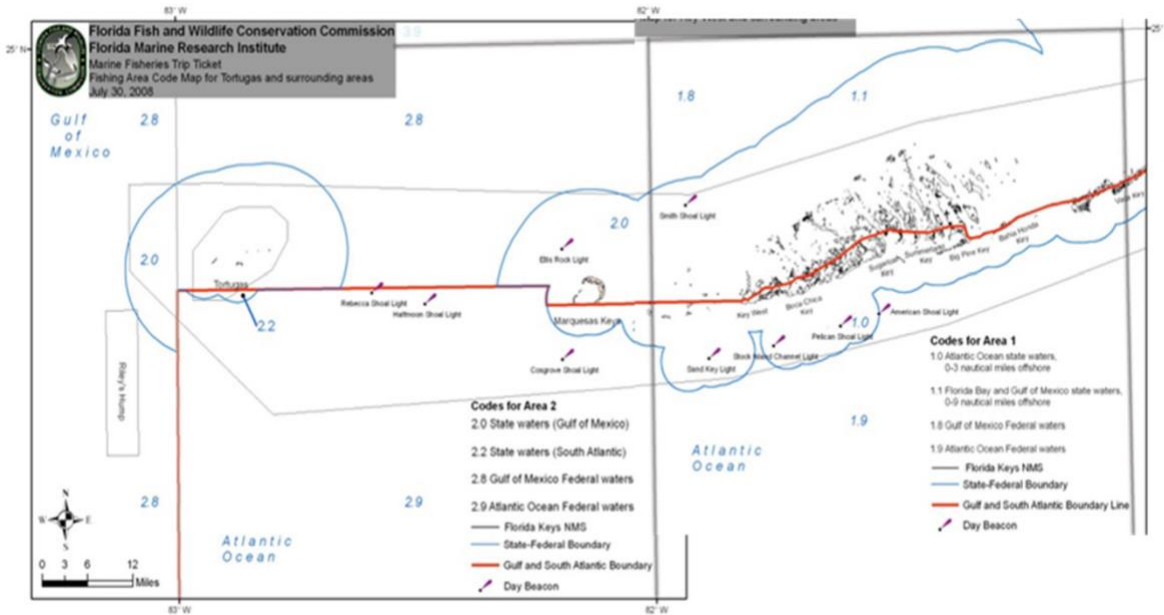 83° W
82° W
25° N
Florida Fish and Wildlife Conservation Commission
Florida Marine Research Institute
Marine Fisheries Trip Ticket
Fishing Area Code Map for Tortugas and surrounding areas
July 30, 2008
Map for Key West and surrounding areas
25°
Gulf
of
Mexico
2.8
2.8
1.8
1.1
Smith Shoal Light
2.0
2.0
Ellis Rock Light
Tortugas
2.2
Rebecca Shoal Light
Halfmoon Shoal Light
Marquesas Keys
Cosgrove Shoal Light
Key West
Boca Chica
Key
Sugarloaf
Key
Summerland
Key
Big Pine Key
Bahia Honda
Key
Vaca Key
1.0
American Shoal Light
Pelican Shoal Light
Stock Island Channel Light
Sand Key Light
Riley's Hump
Codes for Area 1
1.0 Atlantic Ocean state waters,
0-3 nautical miles offshore
1.1 Florida Bay and Gulf of Mexico state waters,
0-9 nautical miles offshore
1.8 Gulf of Mexico Federal waters
1.9 Atlantic Ocean Federal waters
Florida Keys NMS
State-Federal Boundary
Gulf and South Atlantic Boundary Line
Day Beacon
1.9
Atlantic
Ocean
Codes for Area 2
2.0 State waters (Gulf of Mexico)
2.2 State waters (South Atlantic)
2.8 Gulf of Mexico Federal waters
2.9 Atlantic Ocean Federal waters
Florida Keys NMS
State-Federal Boundary
Gulf and South Atlantic Boundary
Day Beacon
2.8
2.9
Atlantic
Ocean
N
W E
S
0 3 6 12
Miles
83° W
82° W